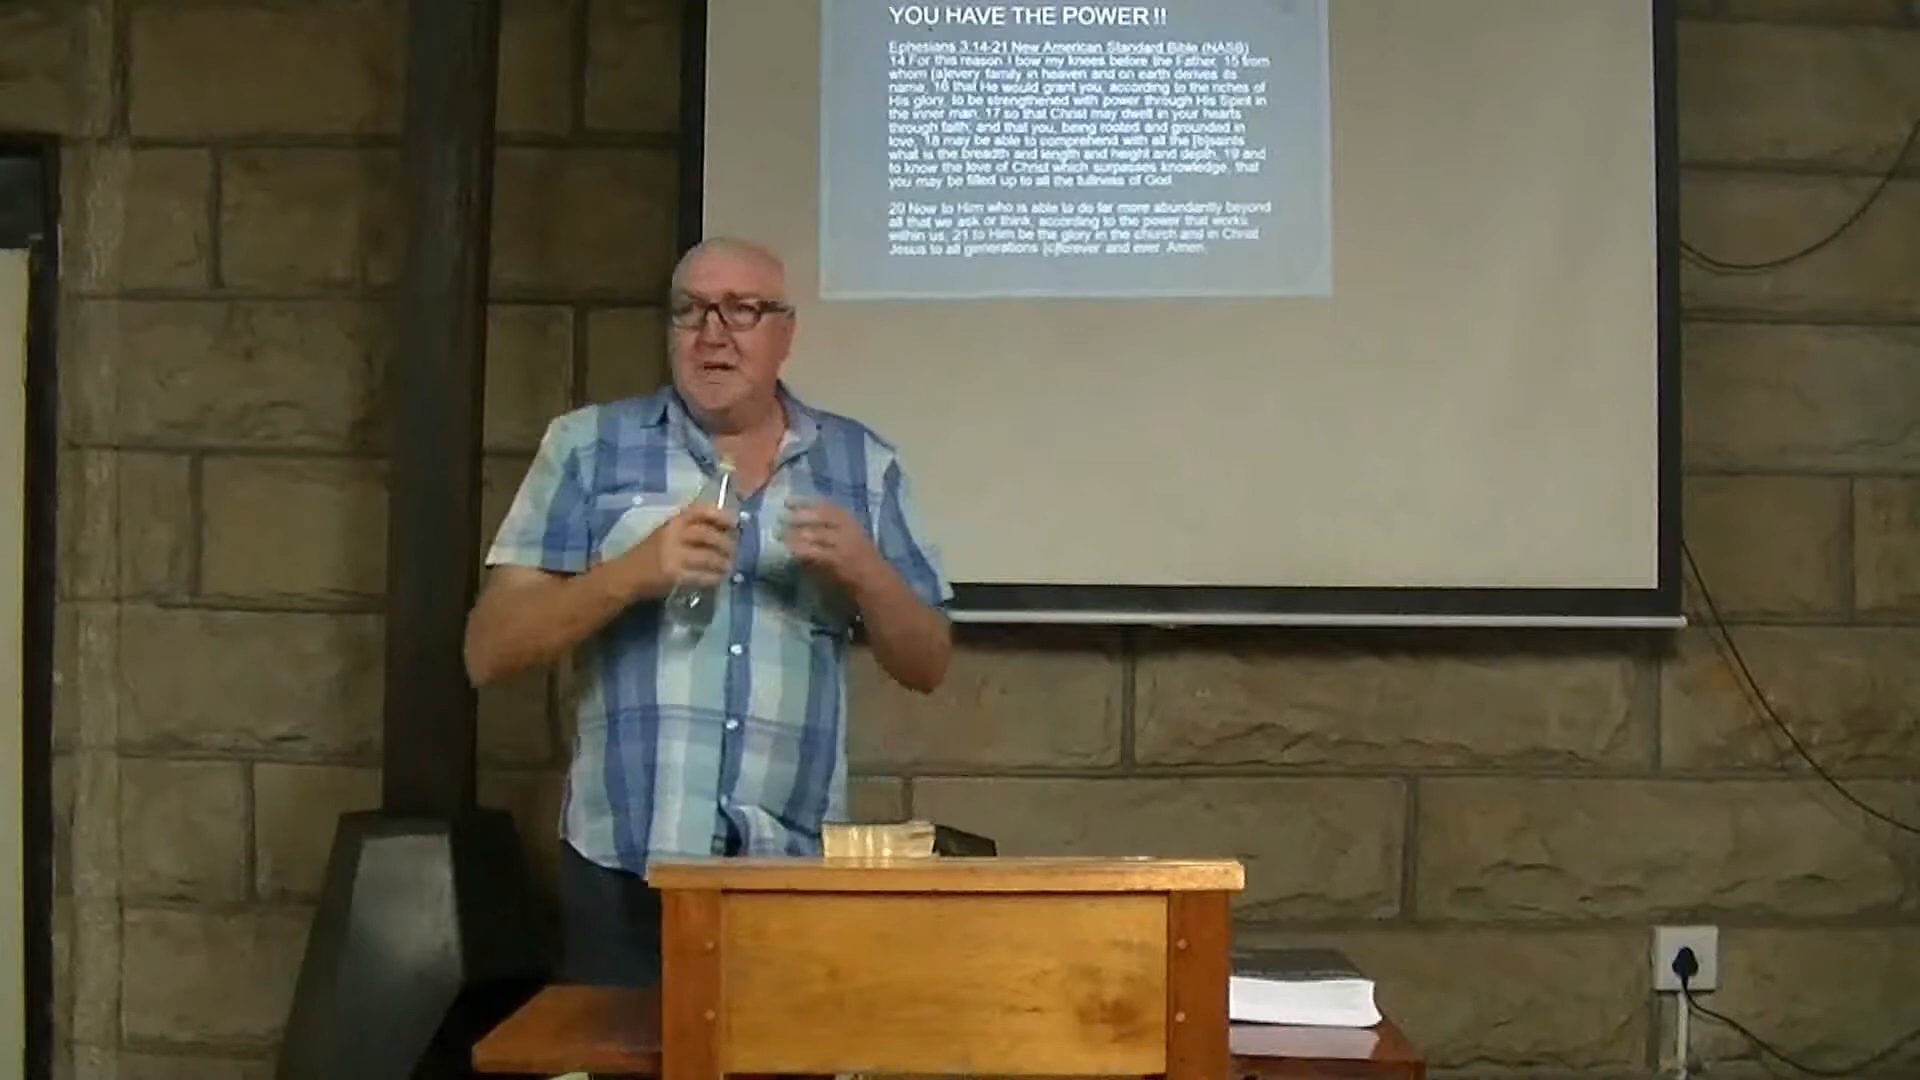 YOU HAVE THE POWER !!
Ephesians 3:14-21 New American Standard Bible (NASB)
14 For this reason I bow my knees before the Father, 15 from
whom [a]every family in heaven and on earth derives its
name, 16 that He would grant you, according to the riches of
His glory, to be strengthened with power through His Spirit in
the inner man, 17 so that Christ may dwell in your hearts
through faith; and that you, being rooted and grounded in
love, 18 may be able to comprehend with all the [b]saints
what is the breadth and length and height and depth, 19 and
to know the love of Christ which surpasses knowledge, that
you may be filled up to all the fullness of God.
20 Now to Him who is able to do far more abundantly beyond
all that we ask or think, according to the power that works
within us, 21 to Him be the glory in the church and in Christ
Jesus to all generations [c]forever and ever. Amen.